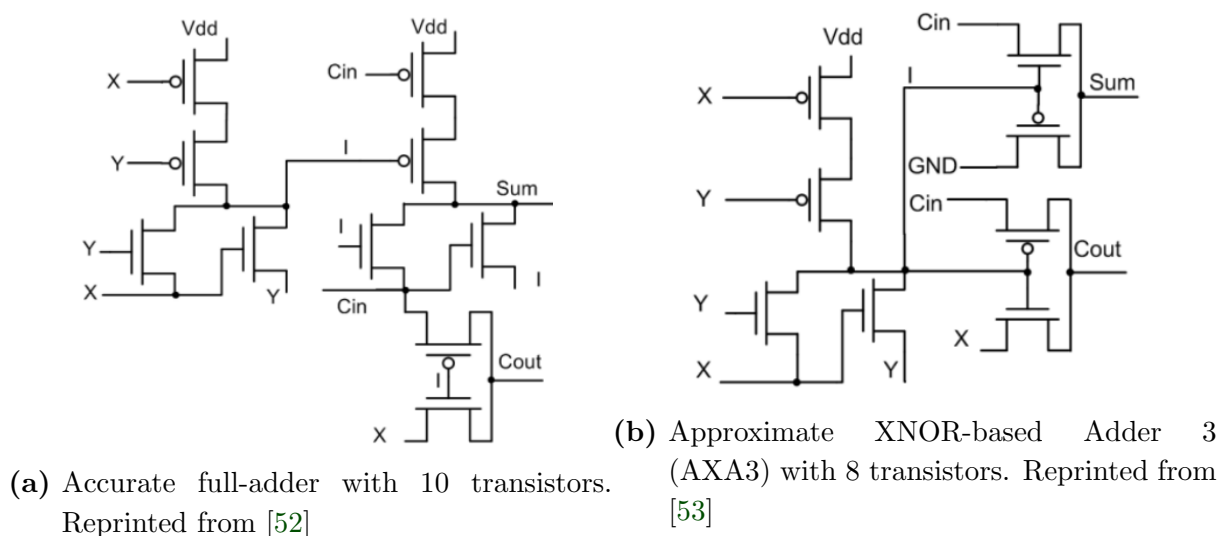 Vdd
Vdd
X
Cin
Y
I
Sum
Y
I
X
Y
Cin
I
I
Cout
X
(a) Accurate full-adder with 10 transistors.
Reprinted from [52]
Cin
Vdd
I
X
Sum
GND
Y
Cin
Cout
Y
X
X
Y
(b) Approximate XNOR-based Adder 3
(AXA3) with 8 transistors. Reprinted from
[53]